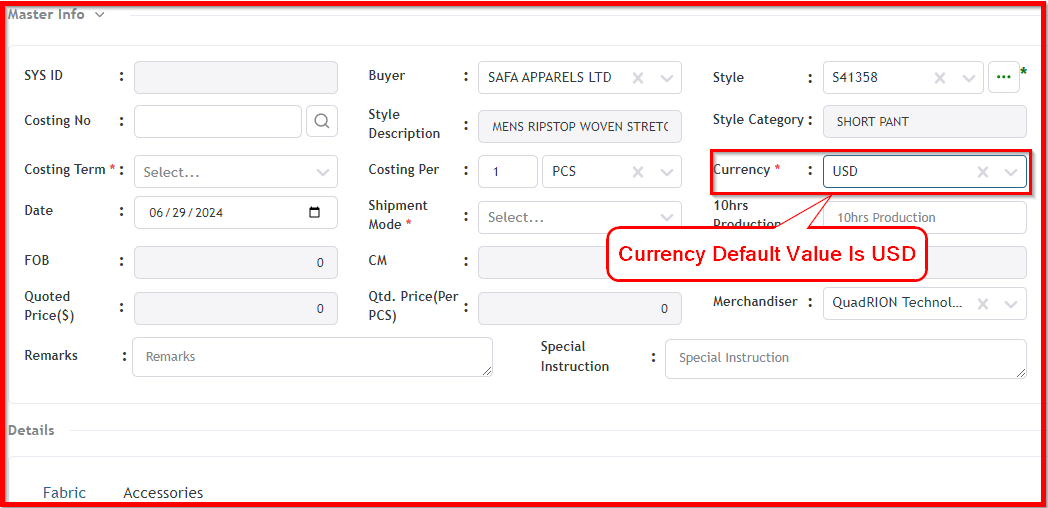 Master Info
SYS ID :
Buyer : SAFA APPARELS LTD
Style : S41358 ... *
Costing No :
Style Description : MENS RIPSTOP WOVEN STRETC
Style Category : SHORT PANT
Costing Term * : Select...
Costing Per : 1 PCS
Currency * : USD
Date : 06/29/2024
Shipment Mode * : Select...
10hrs Production 10hrs Production
Currency Default Value Is USD
FOB : 0
CM :
Quoted Price($) : 0
Qtd. Price(Per PCS) : 0
Merchandiser : QuadRION Technol...
Remarks : Remarks
Special Instruction : Special Instruction
Details
Fabric Accessories